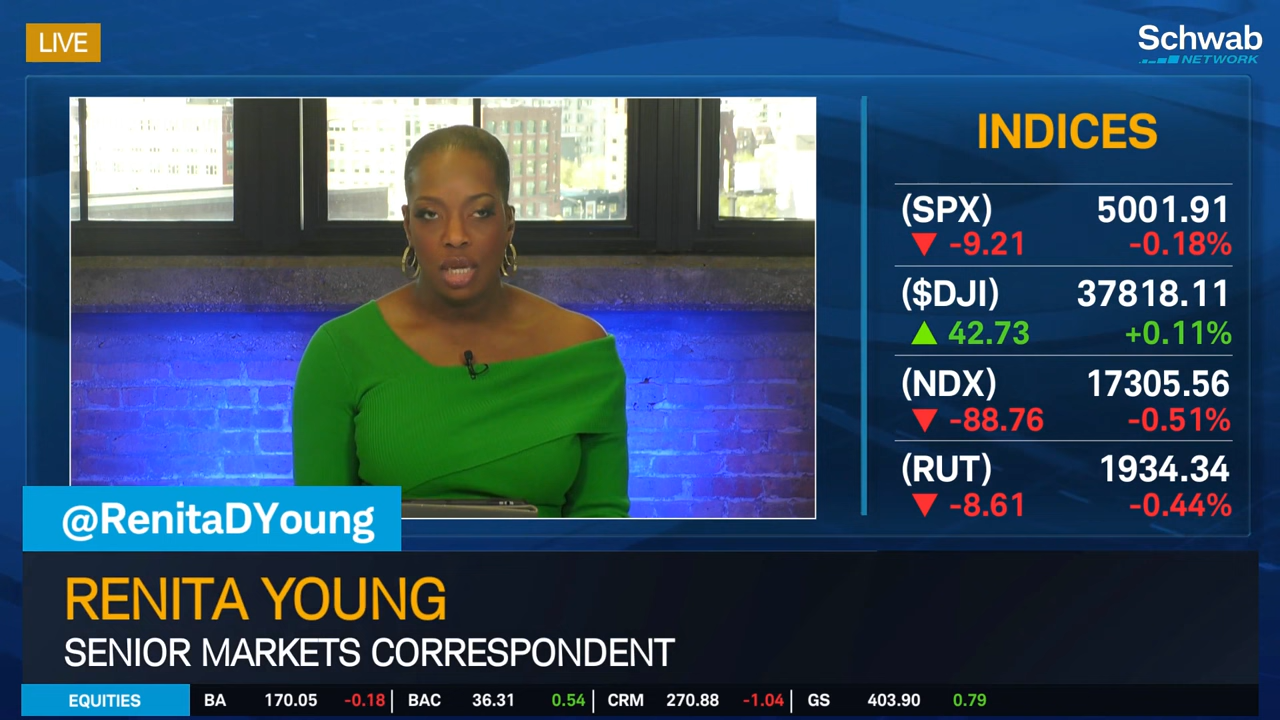 LIVE
Schwab
NETWORK
INDICES
(SPX) 5001.91
▼ -9.21 -0.18%
($DJI) 37818.11
▲ 42.73 +0.11%
(NDX) 17305.56
▼ -88.76 -0.51%
(RUT) 1934.34
▼ -8.61 -0.44%
@RenitaDYoung
RENITA YOUNG
SENIOR MARKETS CORRESPONDENT
EQUITIES BA 170.05 -0.18 | BAC 36.31 0.54 | CRM 270.88 -1.04 | GS 403.90 0.79